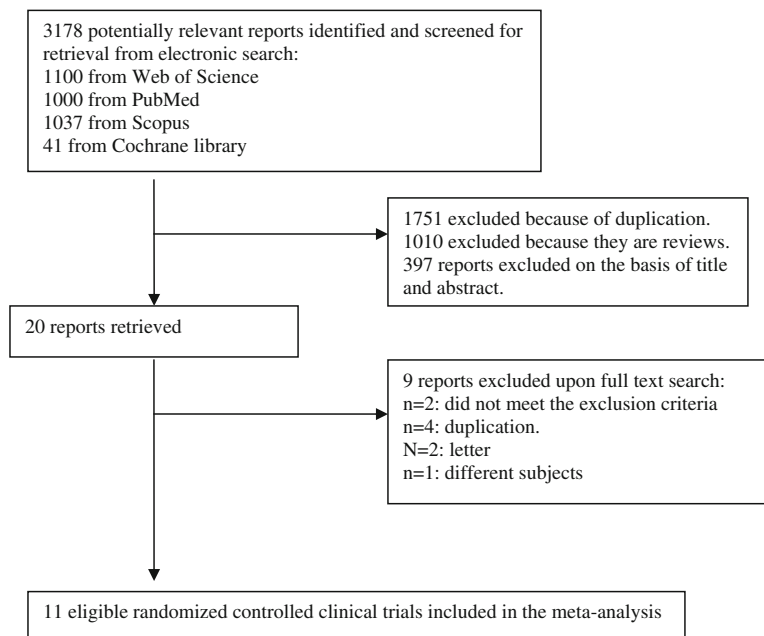 3178 potentially relevant reports identified and screened for
retrieval from electronic search:
1100 from Web of Science
1000 from PubMed
1037 from Scopus
41 from Cochrane library
1751 excluded because of duplication.
1010 excluded because they are reviews.
397 reports excluded on the basis of title
and abstract.
20 reports retrieved
9 reports excluded upon full text search:
n=2: did not meet the exclusion criteria
n=4: duplication.
N=2: letter
n=1: different subjects
11 eligible randomized controlled clinical trials included in the meta-analysis